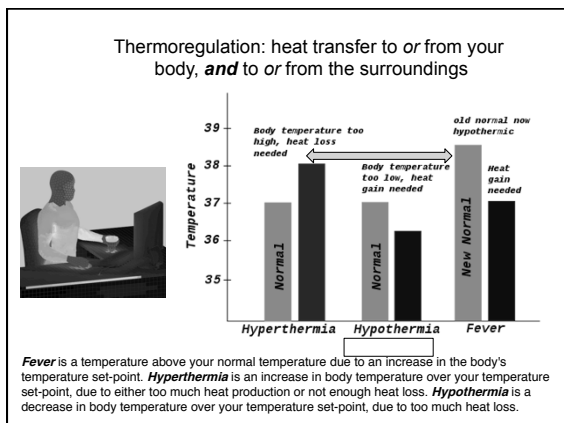 Thermoregulation: heat transfer to or from your
body, and to or from the surroundings
Temperature
39
38
37
36
35
Body temperature too
high, heat loss
needed
Body temperature
too low, heat
gain needed
old normal now
hypothermic
Heat
gain
needed
Normal
Normal
New Normal
Hyperthermia
Hypothermia
Fever
Fever is a temperature above your normal temperature due to an increase in the body's
temperature set-point. Hyperthermia is an increase in body temperature over your temperature
set-point, due to either too much heat production or not enough heat loss. Hypothermia is a
decrease in body temperature over your temperature set-point, due to too much heat loss.